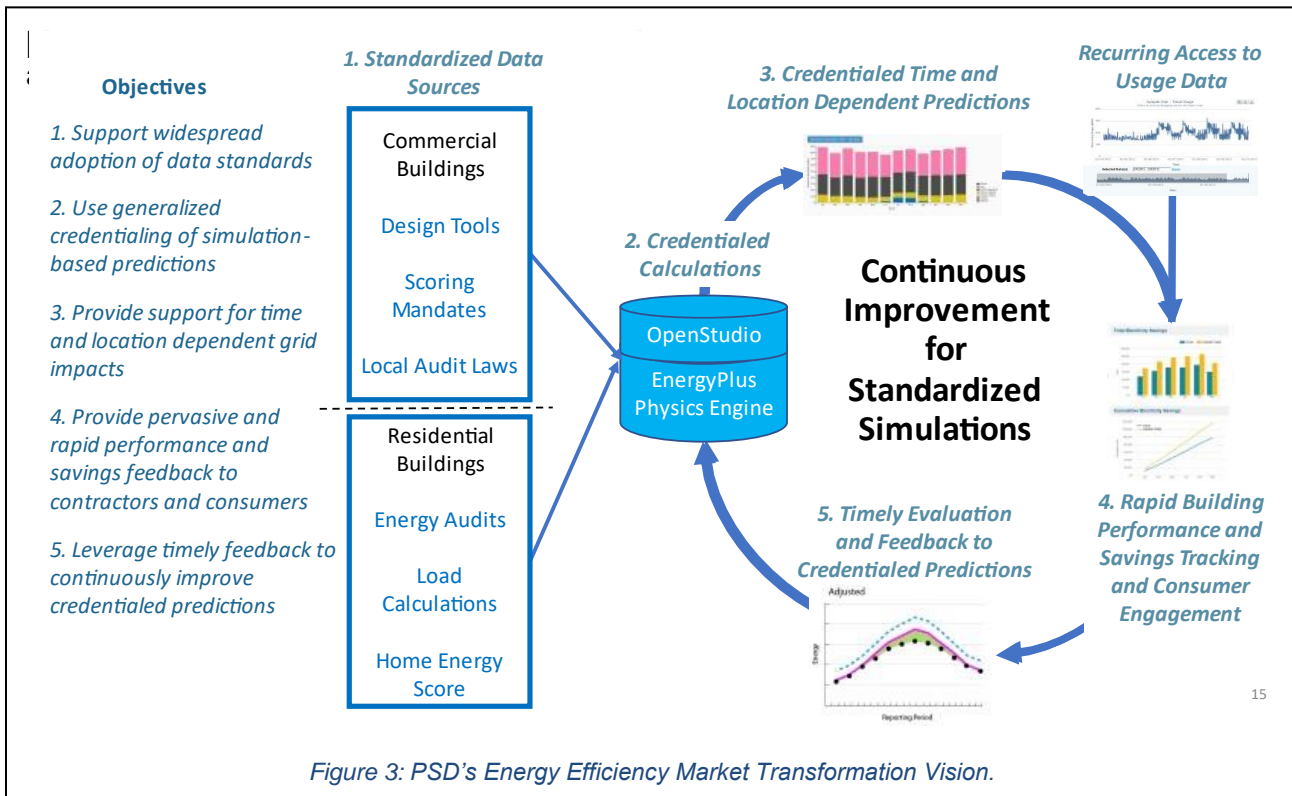 Objectives
1. Support widespread
adoption of data standards
2. Use generalized
credentialing of simulation-
based predictions
3. Provide support for time
and location dependent grid
impacts
4. Provide pervasive and
rapid performance and
savings feedback to
contractors and consumers
5. Leverage timely feedback to
continuously improve
credentialed predictions
1. Standardized Data
Sources
Commercial
Buildings
Design Tools
Scoring
Mandates
Local Audit Laws
Residential
Buildings
Energy Audits
Load
Calculations
Home Energy
Score
2. Credentialed
Calculations
OpenStudio
EnergyPlus
Physics Engine
3. Credentialed Time and
Location Dependent Predictions
Recurring Access to
Usage Data
Continuous
Improvement
for
Standardized
Simulations
Total Electricity Savings
Cumulative Electricity Savings
4. Rapid Building
Performance and
Savings Tracking
and Consumer
Engagement
5. Timely Evaluation
and Feedback to
Credentialed Predictions
Adjusted
Energy
Reporting Period
15
Figure 3: PSD's Energy Efficiency Market Transformation Vision.